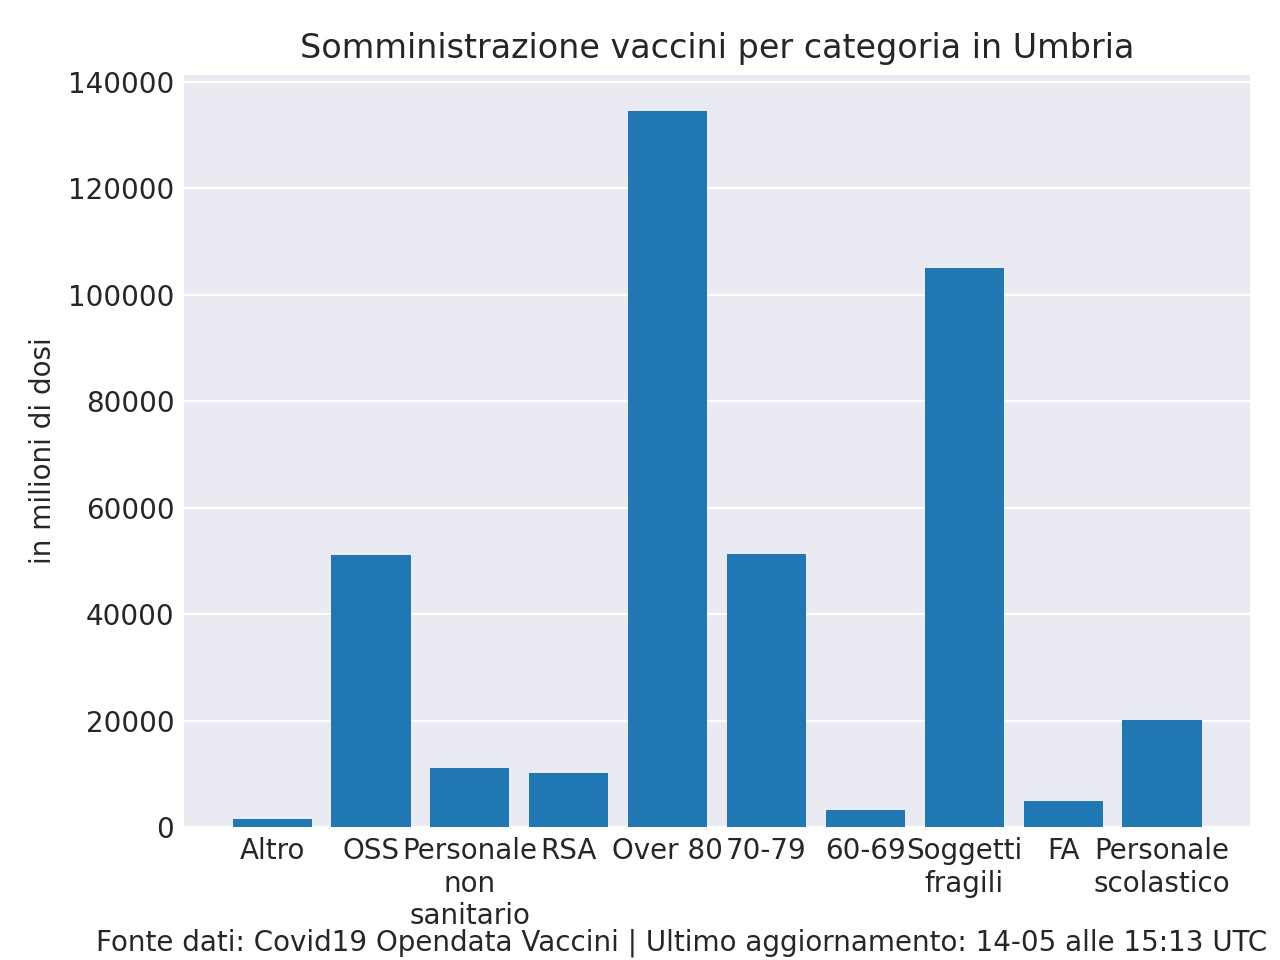 Somministrazione vaccini per categoria in Umbria
140000
120000
100000
80000
60000
40000
20000
0
in milioni di dosi
Altro
OSS
Personale
non
sanitario
RSA
Over 80
70-79
60-69
Soggetti
fragili
FA
Personale
scolastico
Fonte dati: Covid19 Opendata Vaccini | Ultimo aggiornamento: 14-05 alle 15:13 UTC